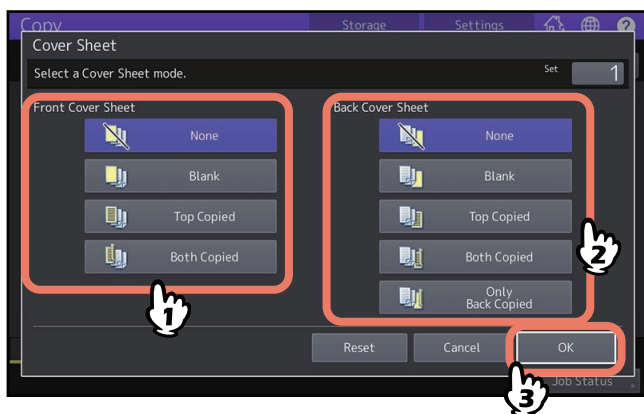 Copy
Storage
Settings
?
Cover Sheet
Select a Cover Sheet mode.
Set
1
Front Cover Sheet
None
Blank
Top Copied
Both Copied
1
Back Cover Sheet
None
Blank
Top Copied
Both Copied
Only
Back Copied
2
Reset
Cancel
OK
3
Job Status